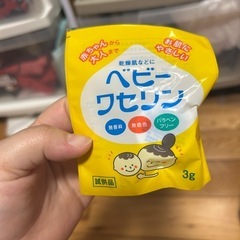 赤ちゃんから
大人まで
お肌に
やさしい
乾燥肌などに
ベビー
ワセリン
無香料
無着色
パラベン
フリー
試供品
3g